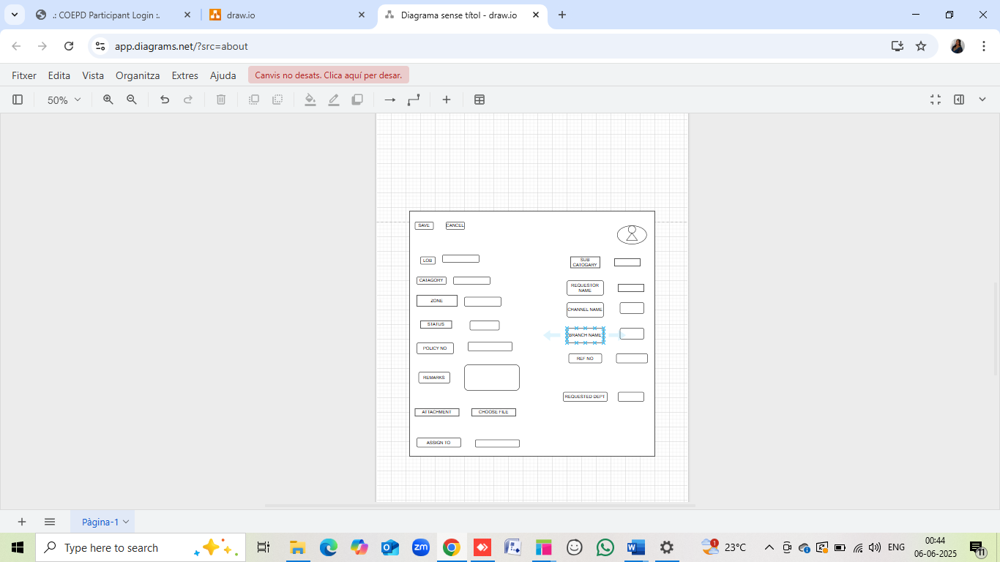 .: COEPD Participant Login :.
draw.io
Diagrama sense títol - draw.io
app.diagrams.net/?src=about
Fitxer Edita Vista Organitza Extres Ajuda
Canvis no desats. Clica aquí per desar.
50%
SAVE
CANCEL
LOB
SUB
CATOGARY
CATAGORY
REQUESTOR
NAME
ZONE
CHANNEL NAME
STATUS
BRANCH NAME
POLICY NO
REF NO
REMARKS
REQUESTED DEPT
ATTACHMENT
CHOOSE FILE
ASSIGN TO
Pàgina-1
Type here to search
zm
W
1
23°C
ENG
00:44
06-06-2025
11